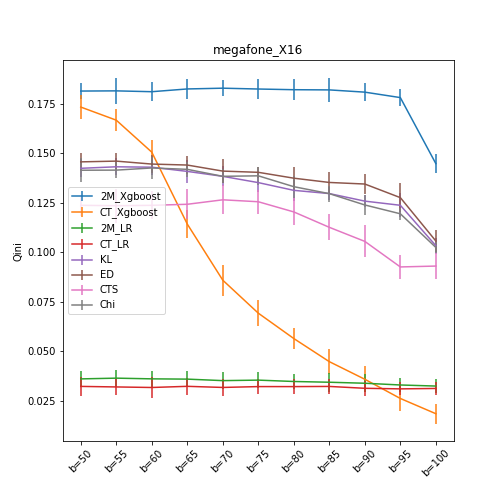 megafone_X16
Qini
0.175
0.150
0.125
0.100
0.075
0.050
0.025
2M_Xgboost
CT_Xgboost
2M_LR
CT_LR
KL
ED
CTS
Chi
b=50
b=55
b=60
b=65
b=70
b=75
b=80
b=85
b=90
b=95
b=100